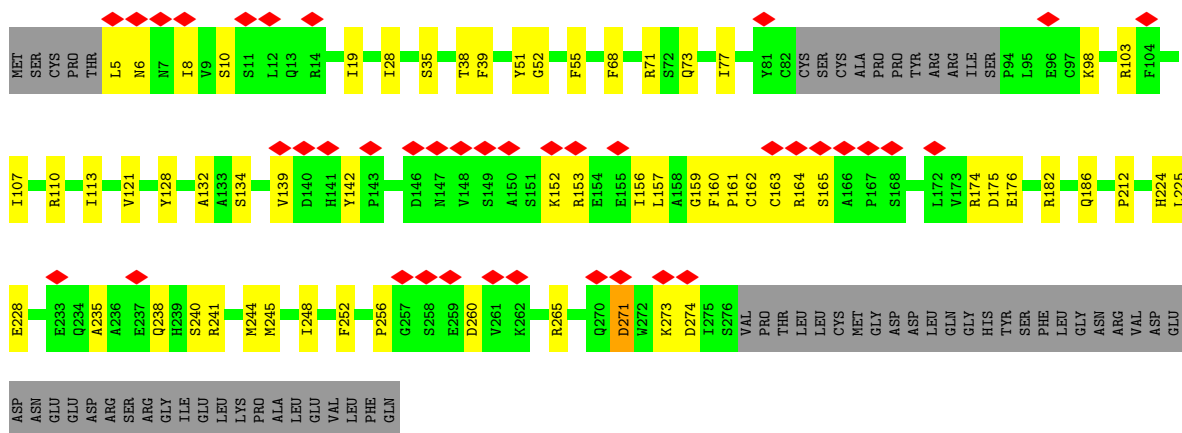 MET SER CYS PRO THR L5 N6 N7 I8 V9 S10 S11 L12 Q13 R14 I19 I28 S35 T38 F39 Y51 G52 F55 F68 R71 S72 Q73 I77 Y81 C82 CYS SER CYS ALA PRO PRO TYR ARG ARG ILE SER P94 L95 E96 C97 K98 R103 F104
I107 R110 I113 V121 Y128 A132 A133 S134 V139 D140 H141 Y142 P143 D146 N147 V148 S149 A150 S151 K152 R153 E154 E155 I156 L157 A158 G159 F160 P161 C162 C163 R164 S165 A166 P167 S168 L172 V173 R174 D175 E176 R182 Q186 P212 H224 L225
E228 E233 Q234 A235 A236 E237 Q238 H239 S240 R241 M244 M245 I248 F252 P256 G257 S258 E259 D260 V261 K262 R265 Q270 D271 W272 K273 D274 I275 S276 VAL PRO THR LEU LEU CYS MET GLY ASP ASP LEU GLN GLY HIS TYR SER PHE LEU GLY ASN ARG VAL ASP GLU
ASP ASN GLU GLU ASP ARG SER ARG GLY ILE GLU LEU LYS PRO ALA LEU GLU VAL LEU PHE GLN